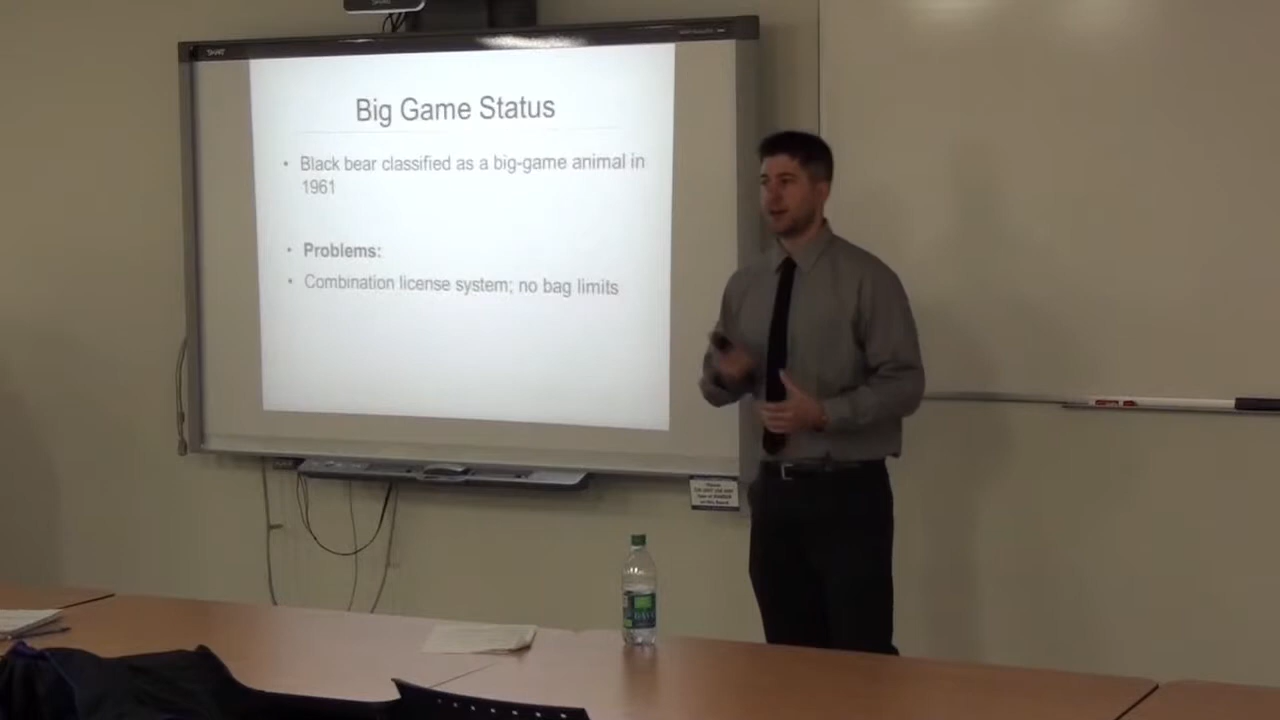 SMART
Big Game Status
• Black bear classified as a big-game animal in
1961
• Problems:
• Combination license system; no bag limits